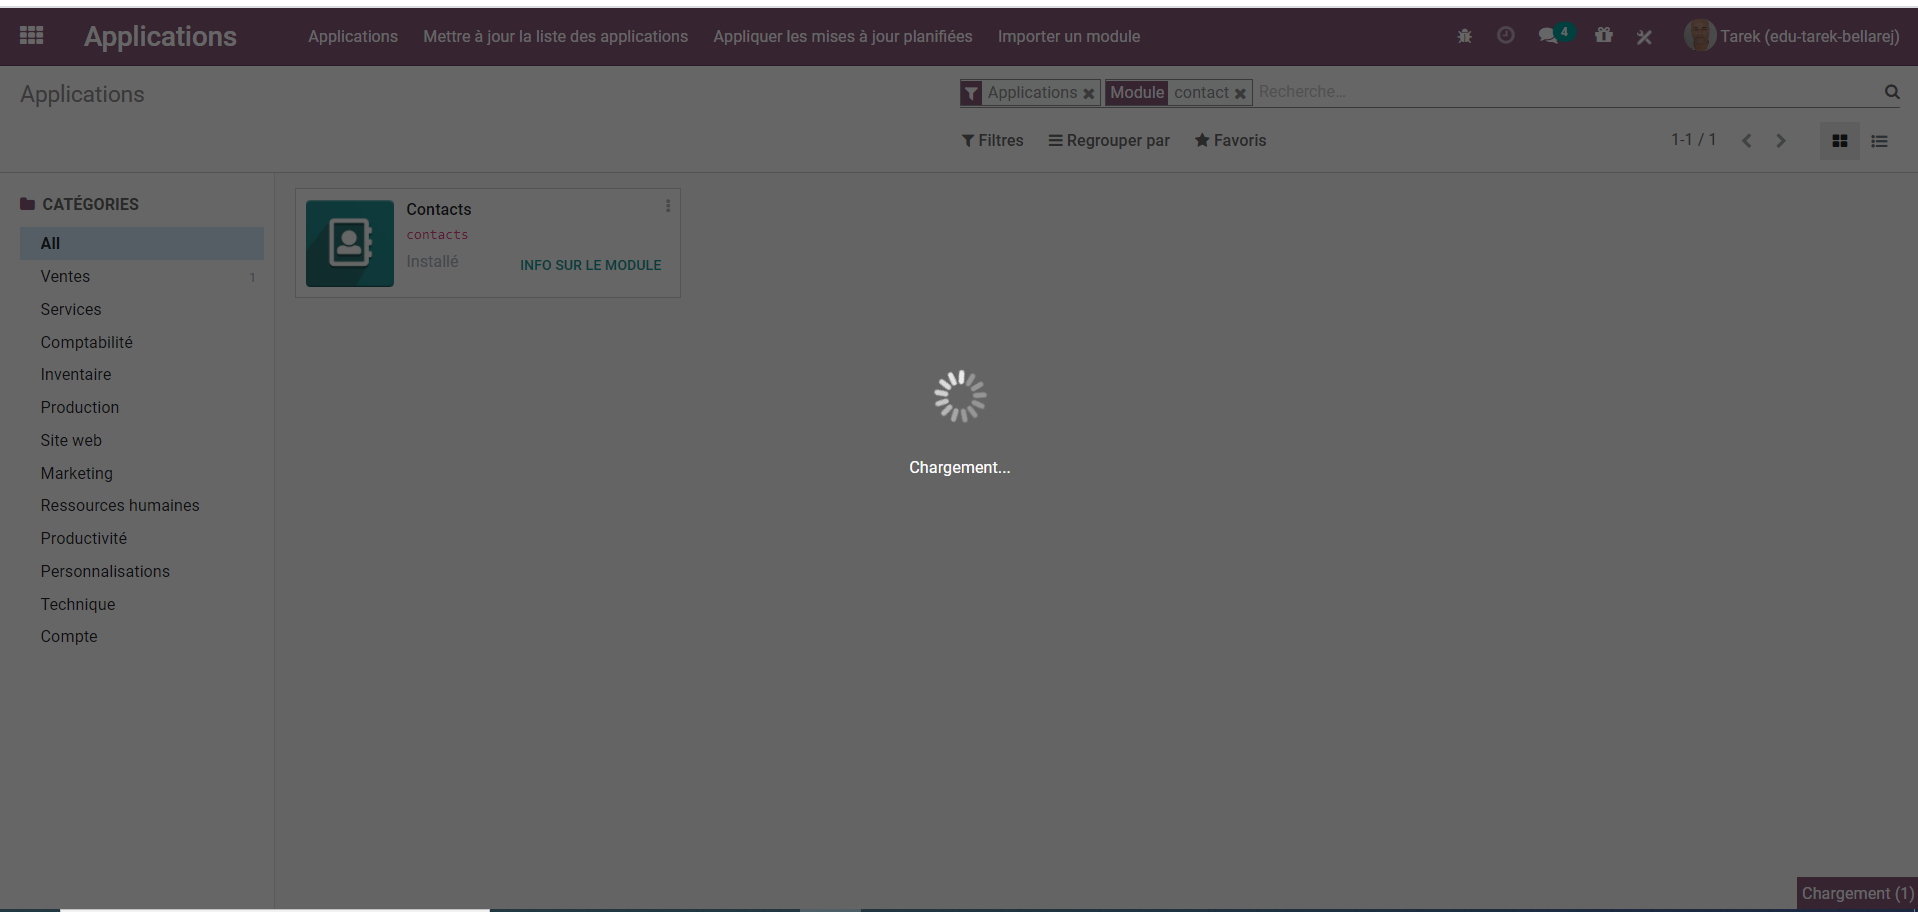 Applications
Applications
Mettre à jour la liste des applications
Appliquer les mises à jour planifiées
Importer un module
4
Tarek (edu-tarek-bellarej)
Applications
Applications
Module contact
Recherche...
Filtres
Regrouper par
Favoris
1-1 / 1
CATÉGORIES
All
Ventes 1
Services
Comptabilité
Inventaire
Production
Site web
Marketing
Ressources humaines
Productivité
Personnalisations
Technique
Compte
Contacts
contacts
Installé
INFO SUR LE MODULE
Chargement...
Chargement (1)